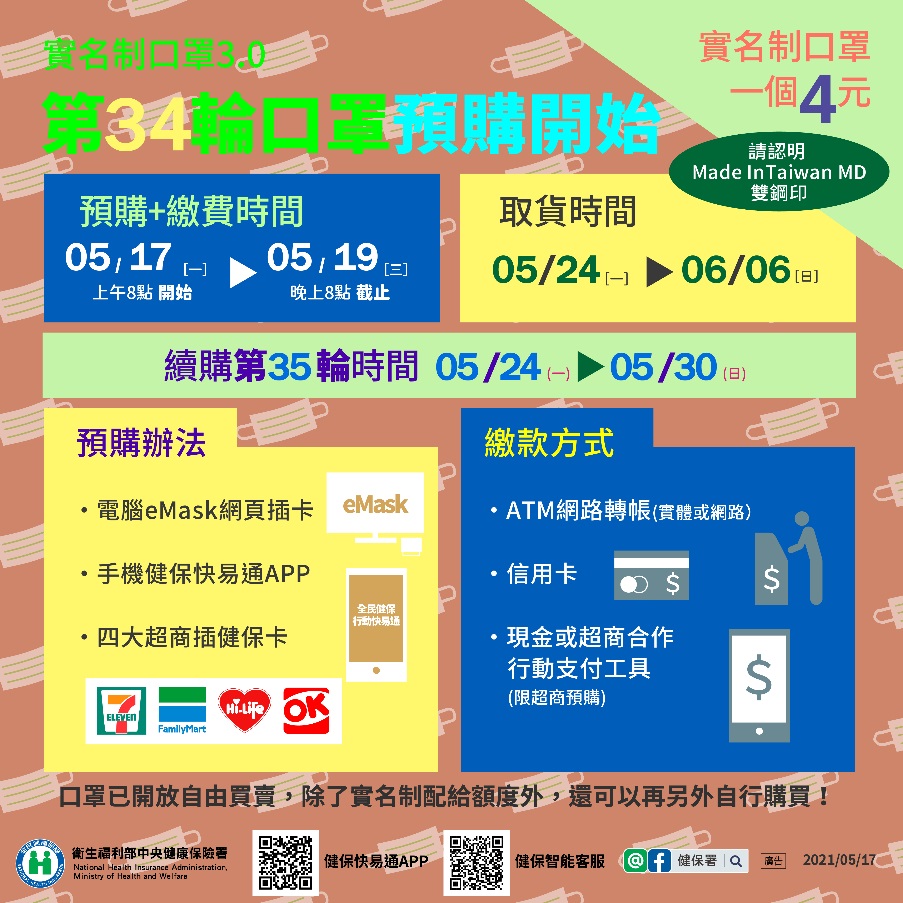 實名制口罩3.0
第34輪口罩預購開始
實名制口罩
一個4元
請認明
Made InTaiwan MD
雙鋼印
預購+繳費時間
05/17 [一] ▶ 05/19 [三]
上午8點 開始 晚上8點 截止
取貨時間
05/24 [一] ▶ 06/06 [日]
續購第35輪時間 05/24 (一) ▶ 05/30 (日)
預購辦法
・電腦eMask網頁插卡
eMask
・手機健保快易通APP
全民健保
行動快易通
・四大超商插健保卡
7 ELEVEn
FamilyMart
Hi-Life
OK
繳款方式
・ATM網路轉帳(實體或網路)
・信用卡
$
$
・現金或超商合作
行動支付工具
(限超商預購)
$
口罩已開放自由買賣，除了實名制配給額度外，還可以再另外自行購買！
衛生福利部中央健康保險署
National Health Insurance Administration,
Ministry of Health and Welfare
健保快易通APP
健保智能客服
@ f 健保署
廣告
2021/05/17